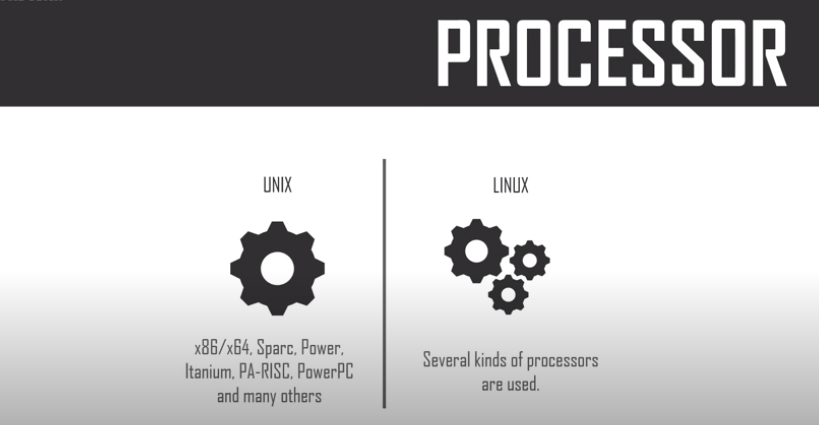 PROCESSOR
UNIX
x86/x64, Sparc, Power,
Itanium, PA-RISC, PowerPC
and many others
LINUX
Several kinds of processors
are used.